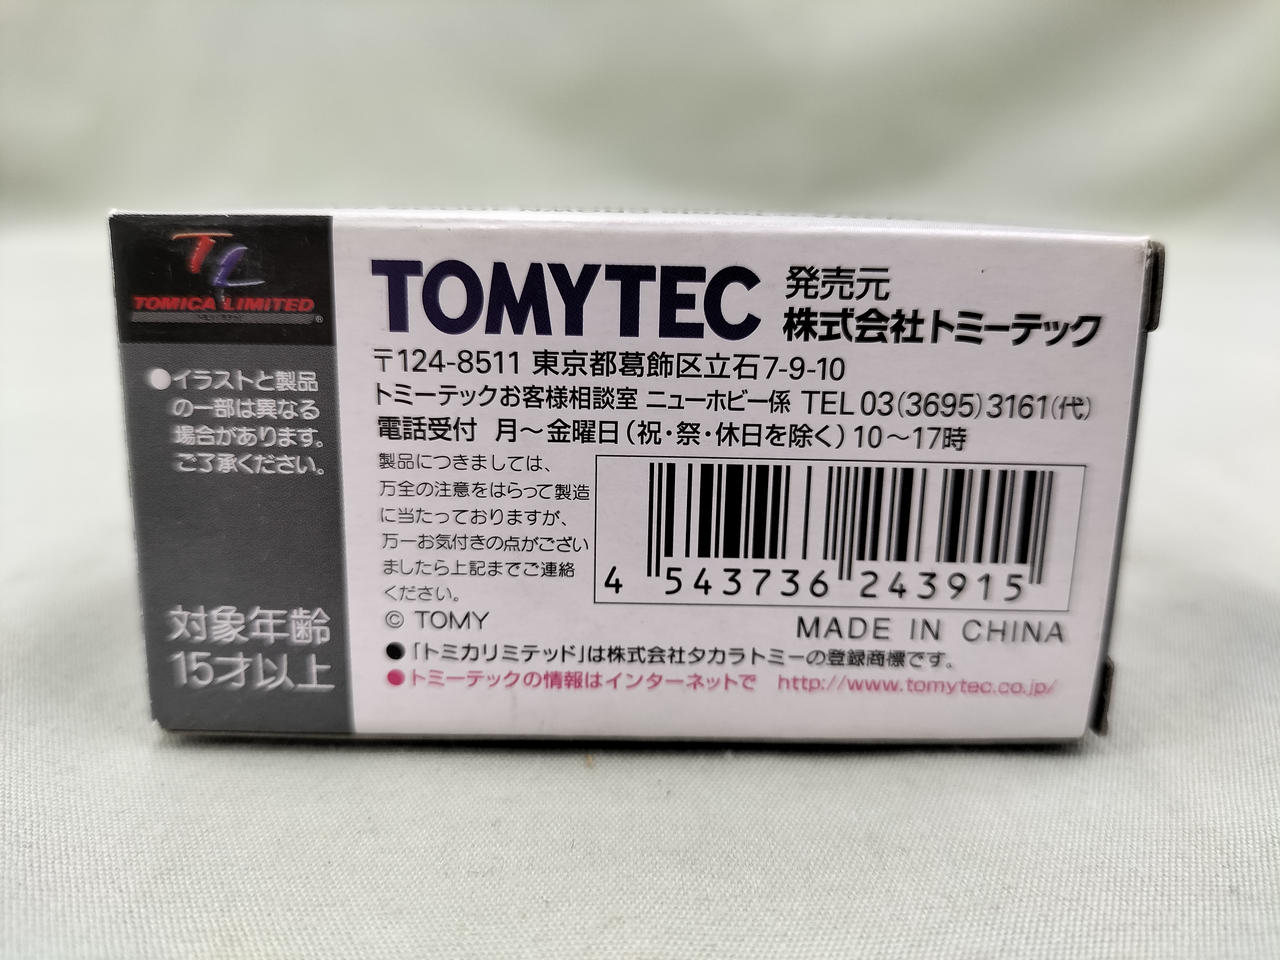 TL
TOMICA LIMITED
®
●イラストと製品
の一部は異なる
場合があります。
ご了承ください。
対象年齢
15才以上
TOMYTEC
発売元
株式会社トミーテック
〒124-8511 東京都葛飾区立石7-9-10
トミーテックお客様相談室 ニューホビー係 TEL 03(3695)3161(代)
電話受付 月～金曜日(祝・祭・休日を除く)10～17時
製品につきましては、
万全の注意をはらって製造
に当たっておりますが、
万一お気付きの点がござい
ましたら上記までご連絡
ください。
4 543736 243915
© TOMY
MADE IN CHINA
●「トミカリミテッド」は株式会社タカラトミーの登録商標です。
●トミーテックの情報はインターネットで http://www.tomytec.co.jp/